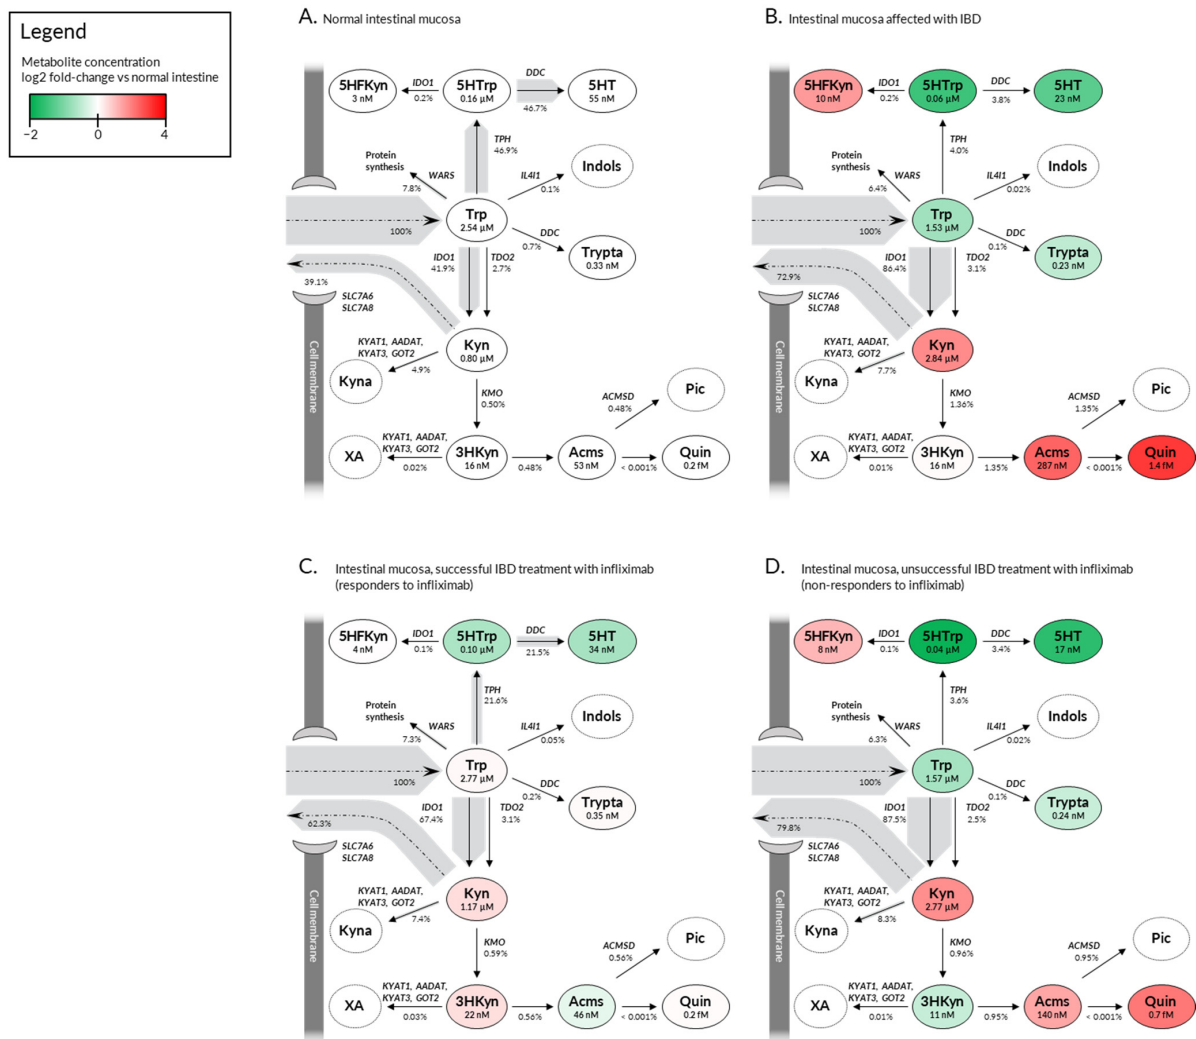 Legend
Metabolite concentration
log2 fold-change vs normal intestine
−2 0 4
A. Normal intestinal mucosa
5HFKyn
3 nM
IDO1
0.2%
5HTrp
0.16 µM
DDC
46.7%
5HT
55 nM
TPH
46.9%
Protein
synthesis
WARS
7.8%
IL4I1
0.1%
Indols
100%
Trp
2.54 µM
DDC
0.7%
Trypta
0.33 nM
IDO1
41.9%
TDO2
2.7%
39.1%
SLC7A6
SLC7A8
Cell membrane
Kyn
0.80 µM
KYAT1, AADAT,
KYAT3, GOT2
4.9%
Kyna
KMO
0.50%
ACMSD
0.48%
Pic
XA
KYAT1, AADAT,
KYAT3, GOT2
0.02%
3HKyn
16 nM
0.48%
Acms
53 nM
< 0.001%
Quin
0.2 fM
B. Intestinal mucosa affected with IBD
5HFKyn
10 nM
IDO1
0.2%
5HTrp
0.06 µM
DDC
3.8%
5HT
23 nM
TPH
4.0%
Protein
synthesis
WARS
6.4%
IL4I1
0.02%
Indols
100%
Trp
1.53 µM
DDC
0.1%
Trypta
0.23 nM
IDO1
86.4%
TDO2
3.1%
72.9%
SLC7A6
SLC7A8
Cell membrane
Kyn
2.84 µM
KYAT1, AADAT,
KYAT3, GOT2
7.7%
Kyna
KMO
1.36%
ACMSD
1.35%
Pic
XA
KYAT1, AADAT,
KYAT3, GOT2
0.01%
3HKyn
16 nM
1.35%
Acms
287 nM
< 0.001%
Quin
1.4 fM
C. Intestinal mucosa, successful IBD treatment with infliximab
(responders to infliximab)
5HFKyn
4 nM
IDO1
0.1%
5HTrp
0.10 µM
DDC
21.5%
5HT
34 nM
TPH
21.6%
Protein
synthesis
WARS
7.3%
IL4I1
0.05%
Indols
100%
Trp
2.77 µM
DDC
0.2%
Trypta
0.35 nM
IDO1
67.4%
TDO2
3.1%
62.3%
SLC7A6
SLC7A8
Cell membrane
Kyn
1.17 µM
KYAT1, AADAT,
KYAT3, GOT2
7.4%
Kyna
KMO
0.59%
ACMSD
0.56%
Pic
XA
KYAT1, AADAT,
KYAT3, GOT2
0.03%
3HKyn
22 nM
0.56%
Acms
46 nM
< 0.001%
Quin
0.2 fM
D. Intestinal mucosa, unsuccessful IBD treatment with infliximab
(non-responders to infliximab)
5HFKyn
8 nM
IDO1
0.1%
5HTrp
0.04 µM
DDC
3.4%
5HT
17 nM
TPH
3.6%
Protein
synthesis
WARS
6.3%
IL4I1
0.02%
Indols
100%
Trp
1.57 µM
DDC
0.1%
Trypta
0.24 nM
IDO1
87.5%
TDO2
2.5%
79.8%
SLC7A6
SLC7A8
Cell membrane
Kyn
2.77 µM
KYAT1, AADAT,
KYAT3, GOT2
8.3%
Kyna
KMO
0.96%
ACMSD
0.95%
Pic
XA
KYAT1, AADAT,
KYAT3, GOT2
0.01%
3HKyn
11 nM
0.95%
Acms
140 nM
< 0.001%
Quin
0.7 fM